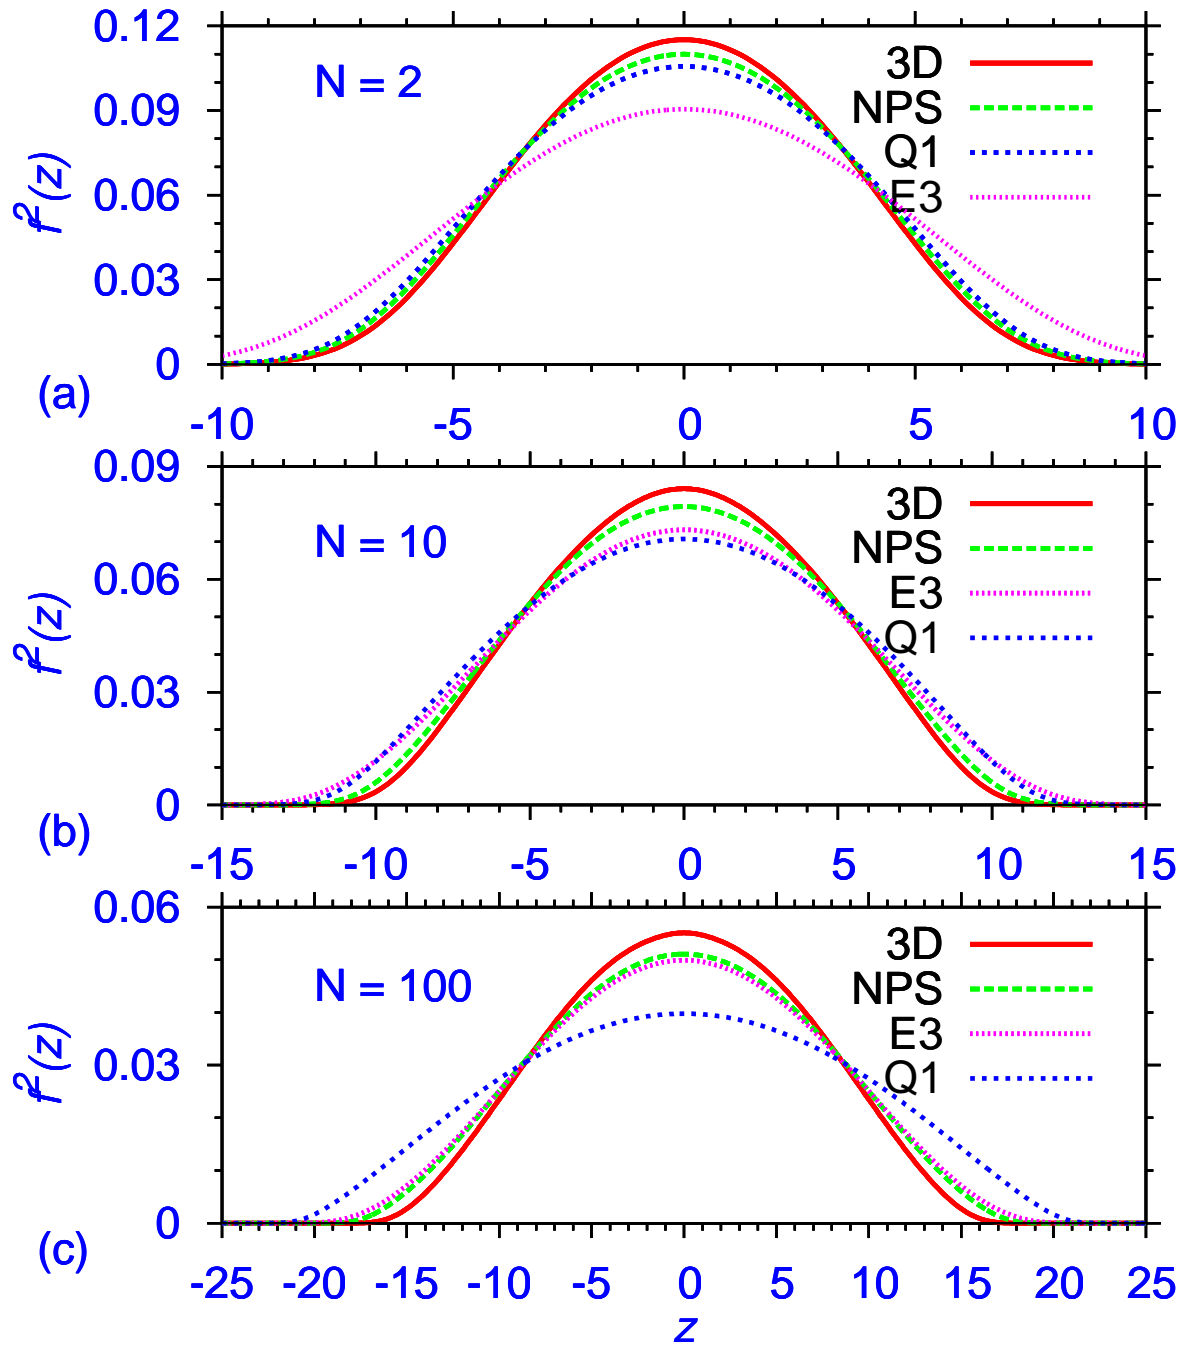 0.12
0.09
0.06
0.03
0
f²(z)
N = 2
3D
NPS
Q1
E3
(a)
-10 -5 0 5 10
0.09
0.06
0.03
0
f²(z)
N = 10
3D
NPS
E3
Q1
(b)
-15 -10 -5 0 5 10 15
0.06
0.03
0
f²(z)
N = 100
3D
NPS
E3
Q1
(c)
-25 -20 -15 -10 -5 0 5 10 15 20 25
z